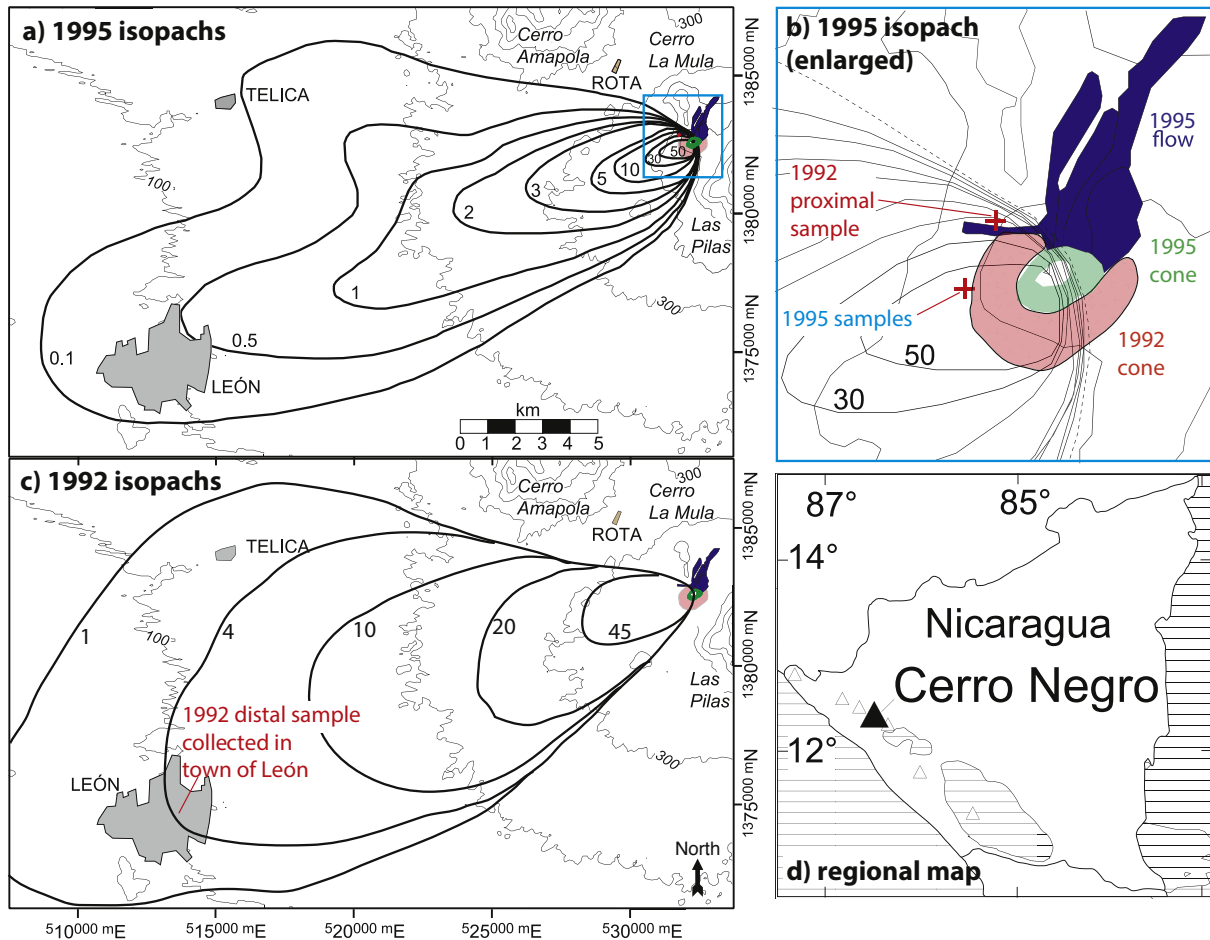 a) 1995 isopachs
Cerro
Amapola
Cerro
La Mula
300
ROTA
TELICA
100
50
30
10
5
3
2
1
0.5
0.1
LEÓN
Las
Pilas
300
km
0 1 2 3 4 5
1385000 mN
1380000 mN
1375000 mN
b) 1995 isopach
(enlarged)
1995
flow
1992
proximal
sample
1995
cone
1995 samples
1992
cone
50
30
c) 1992 isopachs
Cerro
Amapola
Cerro
La Mula
300
ROTA
TELICA
100
1
4
10
20
45
Las
Pilas
300
1992 distal sample
collected in
town of León
LEÓN
North
1385000 mN
1380000 mN
1375000 mN
510000 mE
515000 mE
520000 mE
525000 mE
530000 mE
87°
85°
14°
Nicaragua
Cerro Negro
12°
d) regional map